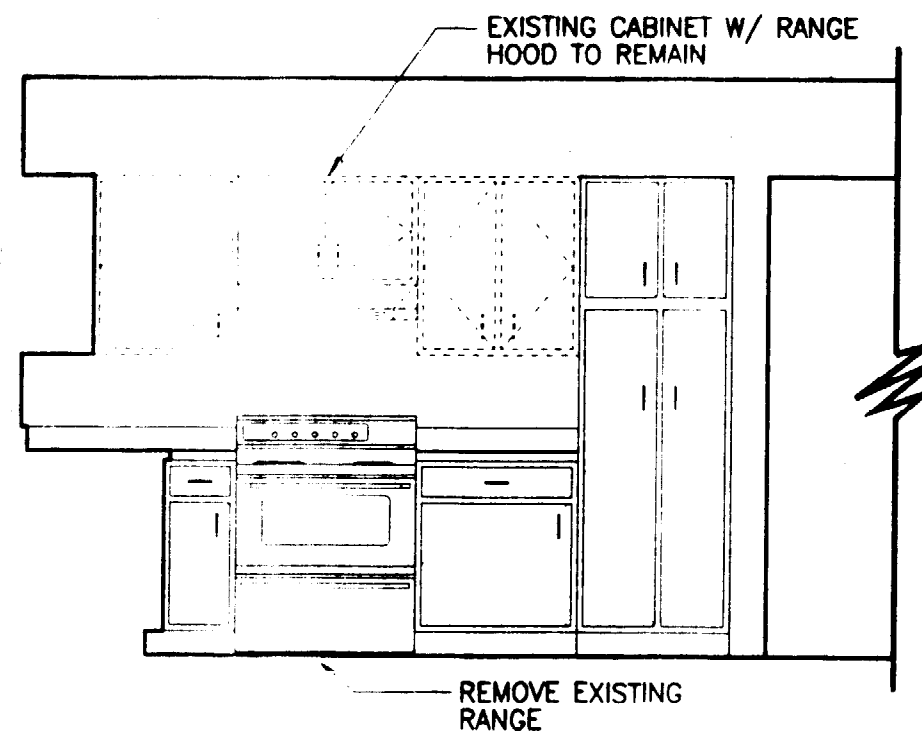 EXISTING CABINET W/ RANGE
HOOD TO REMAIN
REMOVE EXISTING
RANGE